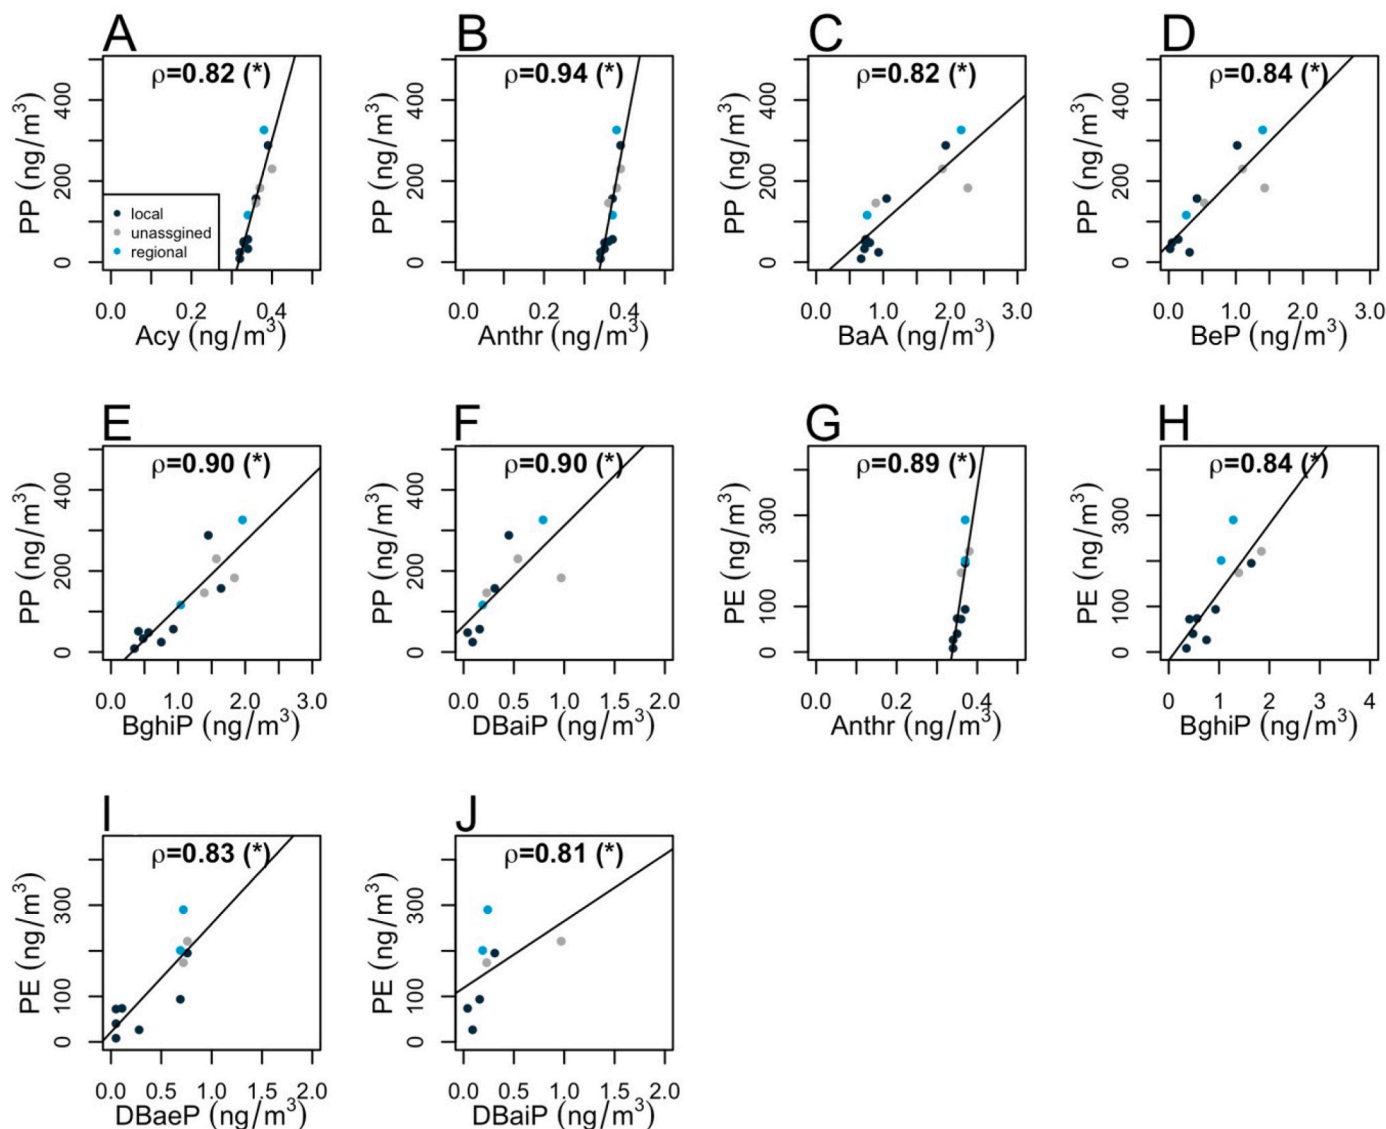 A
ρ=0.82 (*)
PP (ng/m³)
0 200 400
local
unassgined
regional
0.0 0.2 0.4
Acy (ng/m³)
B
ρ=0.94 (*)
PP (ng/m³)
0 200 400
0.0 0.2 0.4
Anthr (ng/m³)
C
ρ=0.82 (*)
PP (ng/m³)
0 200 400
0.0 1.0 2.0 3.0
BaA (ng/m³)
D
ρ=0.84 (*)
PP (ng/m³)
0 200 400
0.0 1.0 2.0 3.0
BeP (ng/m³)
E
ρ=0.90 (*)
PP (ng/m³)
0 200 400
0.0 1.0 2.0 3.0
BghiP (ng/m³)
F
ρ=0.90 (*)
PP (ng/m³)
0 200 400
0.0 0.5 1.0 1.5 2.0
DBaiP (ng/m³)
G
ρ=0.89 (*)
PE (ng/m³)
0 100 300
0.0 0.2 0.4
Anthr (ng/m³)
H
ρ=0.84 (*)
PE (ng/m³)
0 100 300
0 1 2 3 4
BghiP (ng/m³)
I
ρ=0.83 (*)
PE (ng/m³)
0 100 300
0.0 0.5 1.0 1.5 2.0
DBaeP (ng/m³)
J
ρ=0.81 (*)
PE (ng/m³)
0 100 300
0.0 0.5 1.0 1.5 2.0
DBaiP (ng/m³)